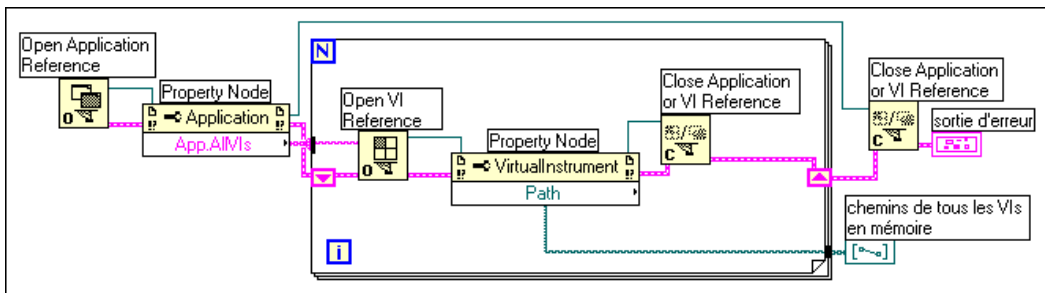 Open Application
Reference
O
Property Node
Application
App.AllVIs
N
Open VI
Reference
O
Property Node
VirtualInstrument
Path
Close Application
or VI Reference
C
i
Close Application
or VI Reference
C
sortie d'erreur
chemins de tous les VIs
en mémoire